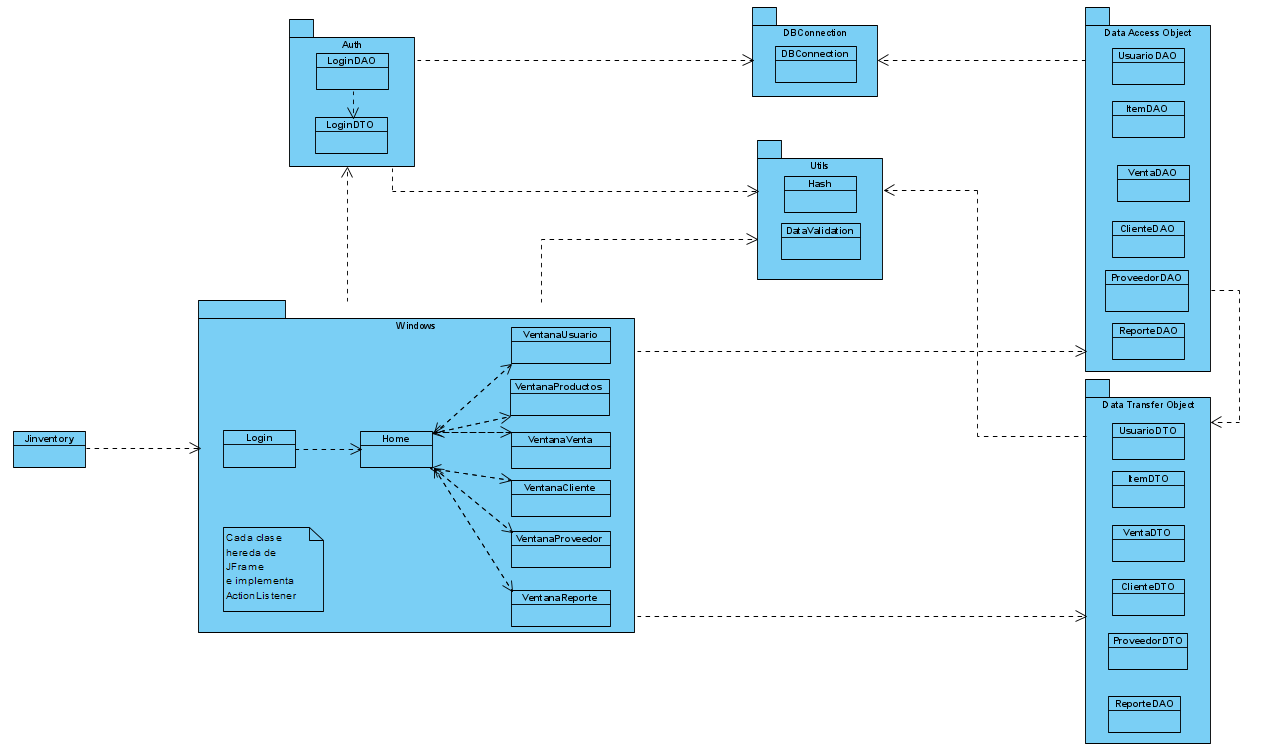 Auth
LoginDAO
LoginDTO
DBConnection
DBConnection
Data Access Object
UsuarioDAO
ItemDAO
VentaDAO
ClienteDAO
ProveedorDAO
ReporteDAO
Utils
Hash
DataValidation
Windows
VentanaUsuario
VentanaProductos
VentanaVenta
VentanaCliente
VentanaProveedor
VentanaReporte
Jinventory
Login
Home
Cada clase
hereda de
JFrame
e implementa
ActionListener
Data Transfer Object
UsuarioDTO
ItemDTO
VentaDTO
ClienteDTO
ProveedorDTO
ReporteDAO